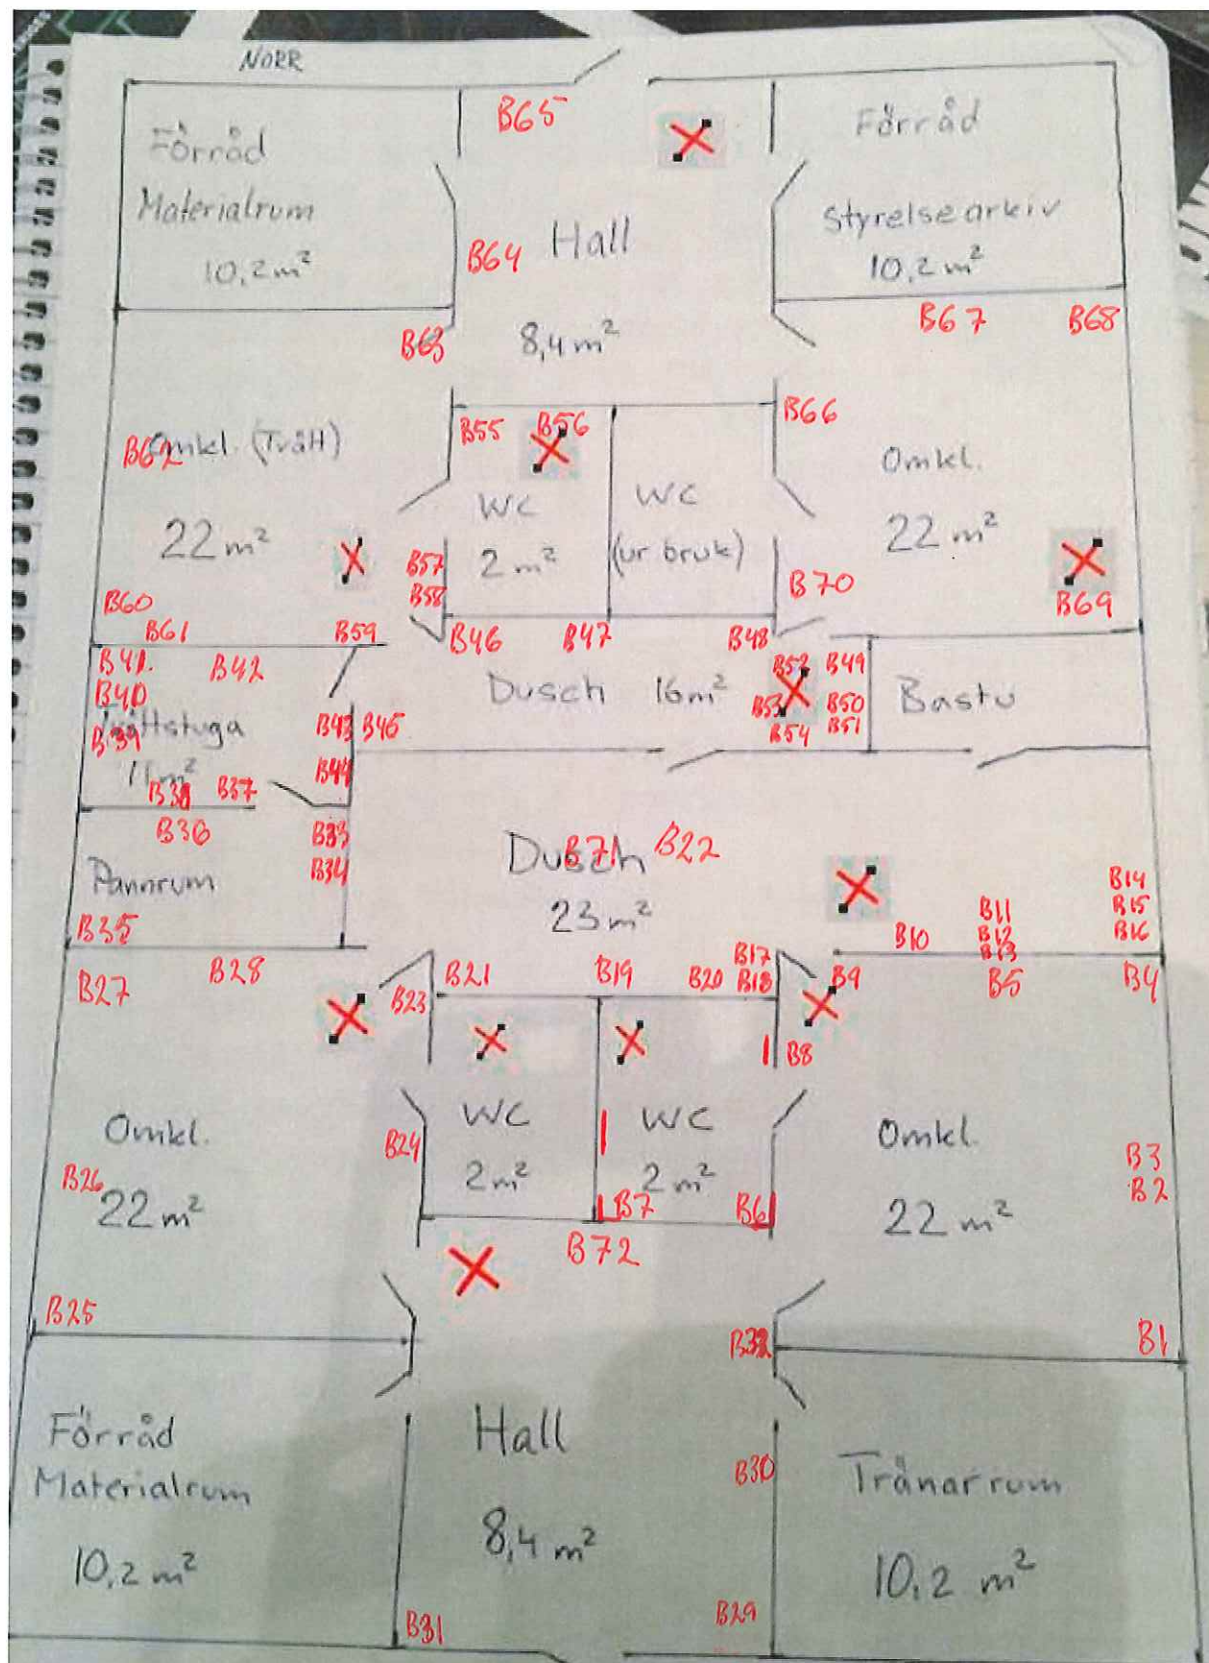 NORR
B65
Förråd
Materialrum
10,2 m²
Förråd
Styrelsearkiv
10,2 m²
B64
Hall
8,4 m²
B63
B67
B68
B55
B56
B66
B62
Omkl. (Tvätt)
22 m²
WC
2 m²
WC
(ur bruk)
Omkl.
22 m²
B57
B58
B70
B69
B60
B61
B59
B46
B47
B48
B41
B42
B40
B39
Tvättstuga
11 m²
B43
B45
B44
B38
B37
Dusch 16 m²
B52
B49
B53
B50
B54
B51
Bastu
B36
B33
B34
Pannrum
B35
Dusch
23 m²
B71
B22
B14
B15
B16
B11
B12
B13
B10
B27
B28
B23
B21
B19
B20
B17
B18
B9
B5
B4
B8
Omkl.
22 m²
B26
B24
WC
2 m²
WC
2 m²
B7
B6
B72
Omkl.
22 m²
B3
B2
B25
B32
B1
Förråd
Materialrum
10,2 m²
Hall
8,4 m²
B30
Tränarrum
10,2 m²
B31
B29